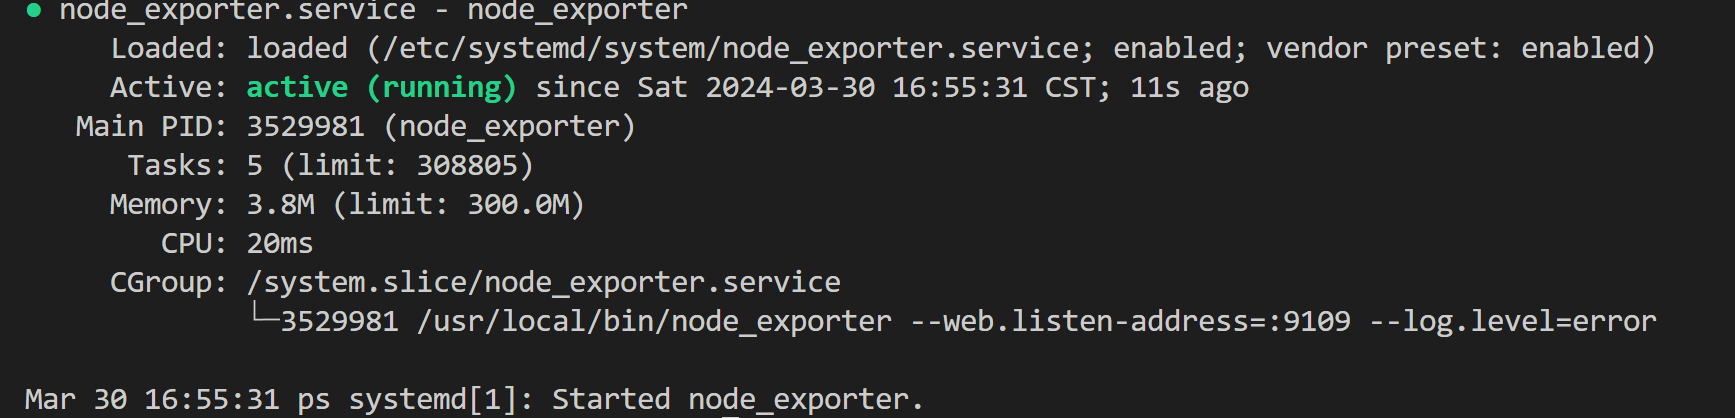 ● node_exporter.service - node_exporter
Loaded: loaded (/etc/systemd/system/node_exporter.service; enabled; vendor preset: enabled)
Active: active (running) since Sat 2024-03-30 16:55:31 CST; 11s ago
Main PID: 3529981 (node_exporter)
Tasks: 5 (limit: 308805)
Memory: 3.8M (limit: 300.0M)
CPU: 20ms
CGroup: /system.slice/node_exporter.service
└─3529981 /usr/local/bin/node_exporter --web.listen-address=:9109 --log.level=error
Mar 30 16:55:31 ps systemd[1]: Started node_exporter.